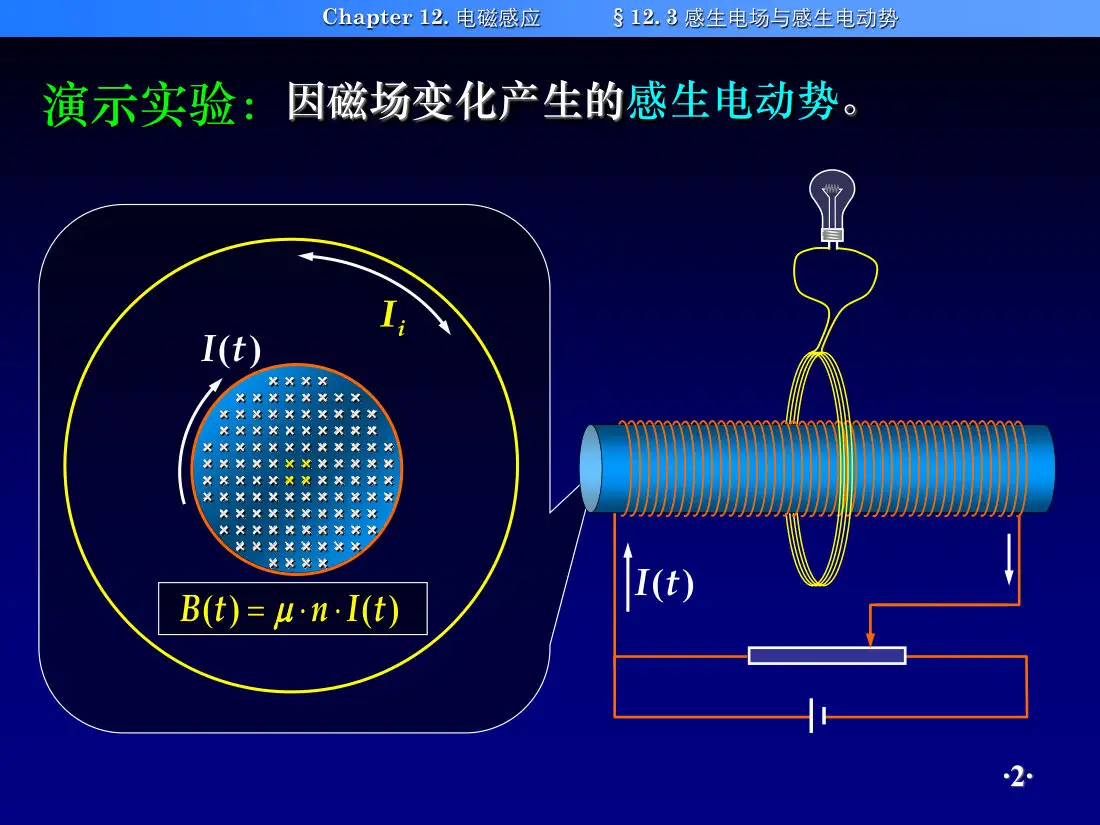 Chapter 12. 电磁感应 §12. 3 感生电场与感生电动势
演示实验: 因磁场变化产生的感生电动势。
I_i
I(t)
B(t) = μ·n·I(t)
I(t)
·2·